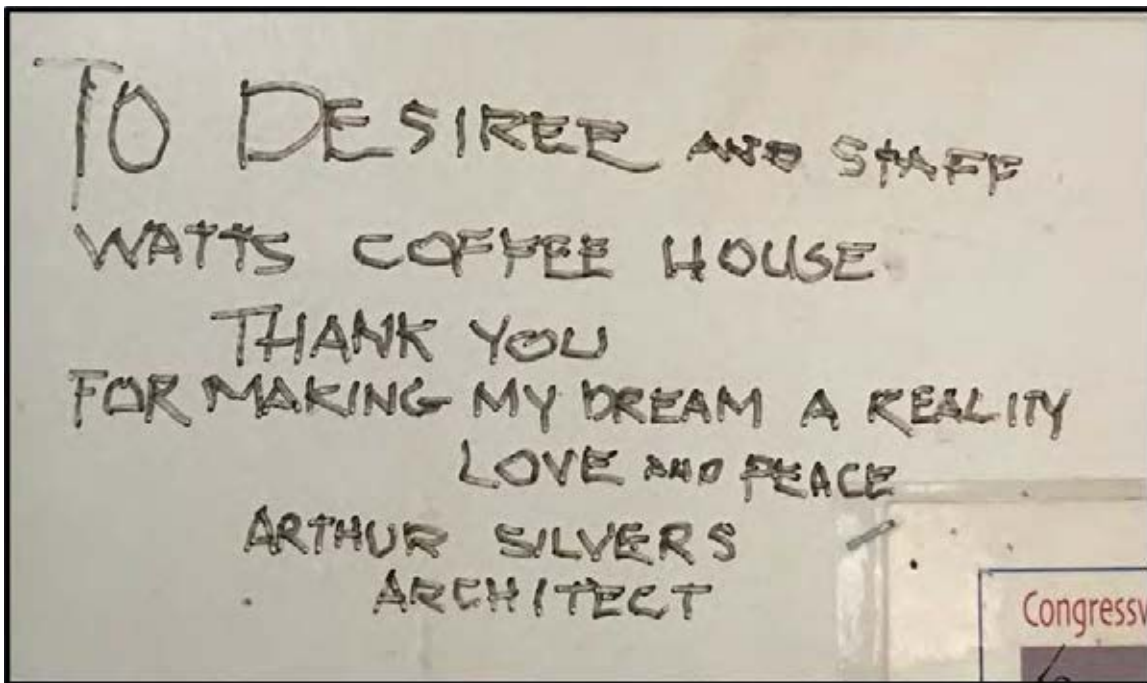 TO DESIREE AND STAFF
WATTS COFFEE HOUSE
THANK YOU
FOR MAKING MY DREAM A REALITY
LOVE AND PEACE
ARTHUR SILVERS
ARCHITECT